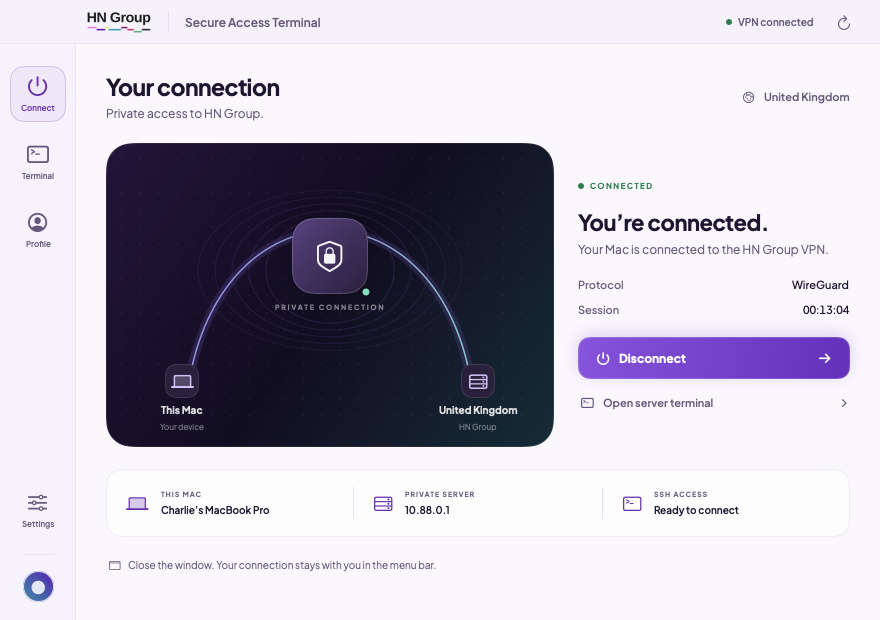 HN Group
Secure Access Terminal
VPN connected
Connect
Terminal
Profile
Settings
Your connection
Private access to HN Group.
United Kingdom
PRIVATE CONNECTION
This Mac
Your device
United Kingdom
HN Group
CONNECTED
You’re connected.
Your Mac is connected to the HN Group VPN.
Protocol WireGuard
Session 00:13:04
Disconnect
Open server terminal
THIS MAC
Charlie’s MacBook Pro
PRIVATE SERVER
10.88.0.1
SSH ACCESS
Ready to connect
Close the window. Your connection stays with you in the menu bar.